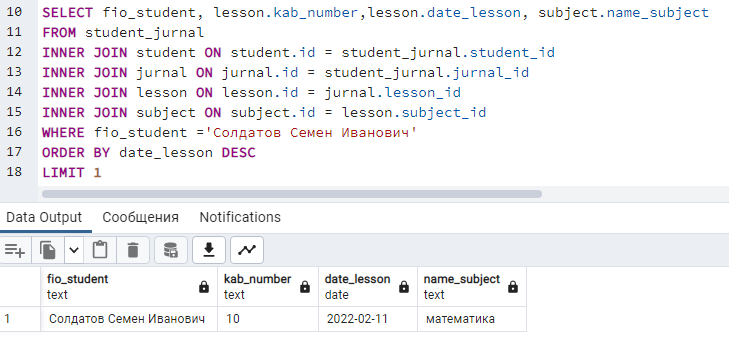 10 SELECT fio_student, lesson.kab_number,lesson.date_lesson, subject.name_subject
11 FROM student_jurnal
12 INNER JOIN student ON student.id = student_jurnal.student_id
13 INNER JOIN jurnal ON jurnal.id = student_jurnal.jurnal_id
14 INNER JOIN lesson ON lesson.id = jurnal.lesson_id
15 INNER JOIN subject ON subject.id = lesson.subject_id
16 WHERE fio_student ='Солдатов Семен Иванович'
17 ORDER BY date_lesson DESC
18 LIMIT 1
Data Output Сообщения Notifications
fio_student kab_number date_lesson name_subject
text text date text
1 Солдатов Семен Иванович 10 2022-02-11 математика